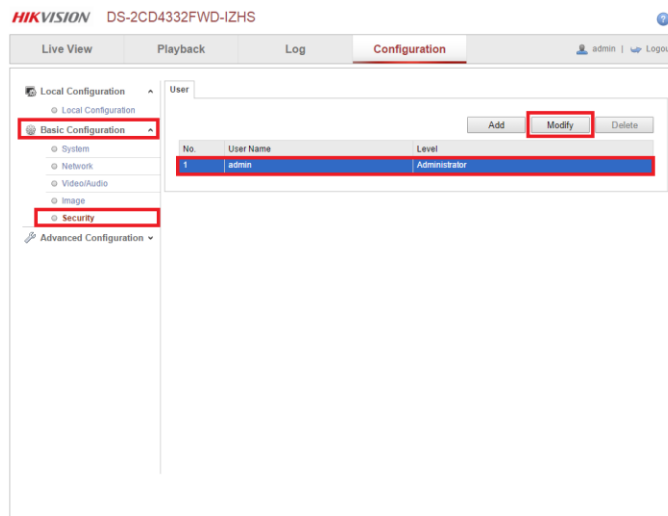 HIKVISION DS-2CD4332FWD-IZHS
Live View Playback Log Configuration admin | Logou
Local Configuration
Local Configuration
Basic Configuration
System
Network
Video/Audio
Image
Security
Advanced Configuration
User
Add Modify Delete
No. User Name Level
1 admin Administrator